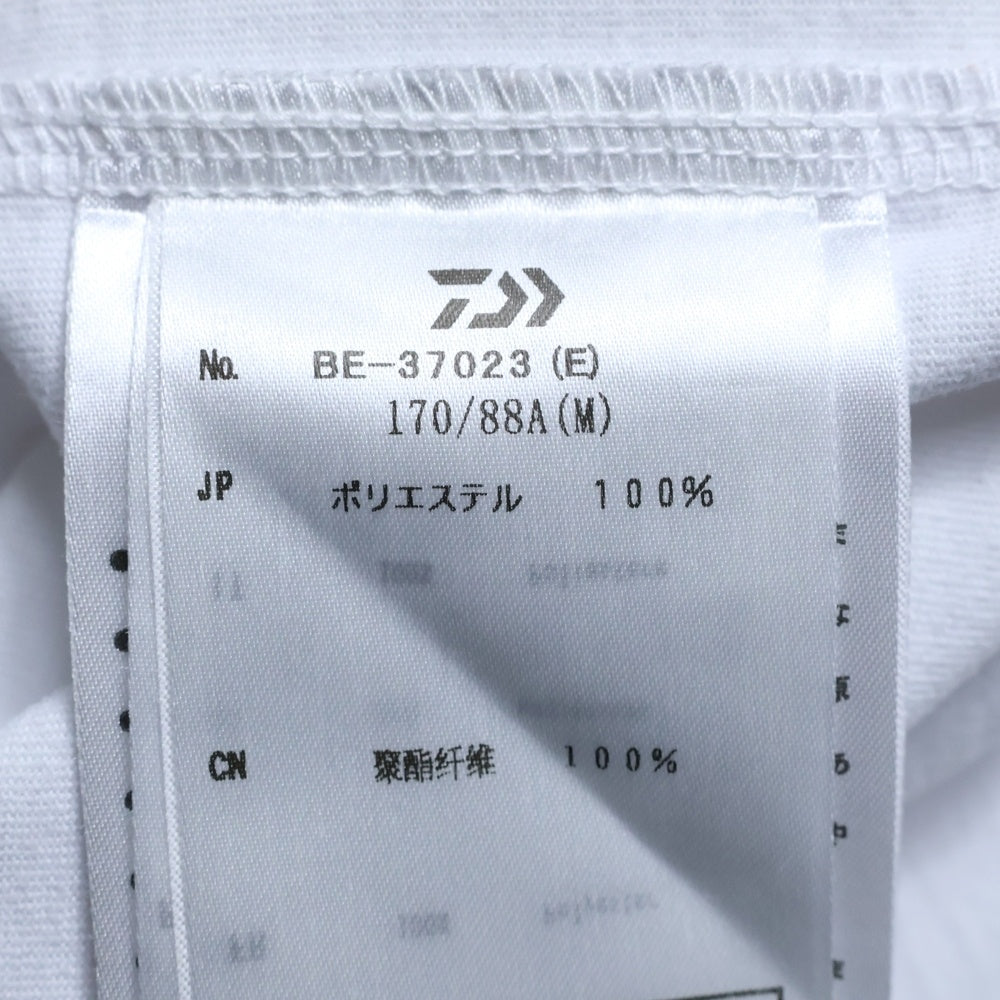 No. BE-37023 (E)
170/88A(M)
JP ポリエステル 100%
CN 聚酯纤维 100%